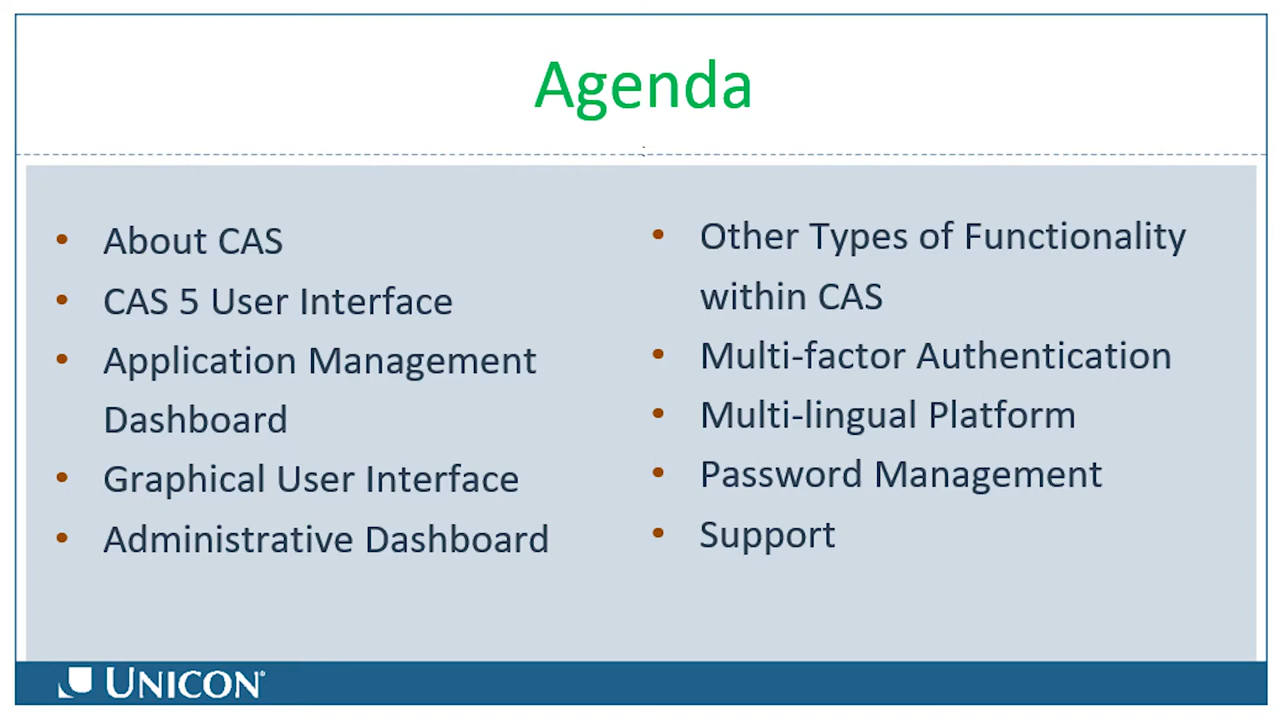 Agenda
• About CAS
• CAS 5 User Interface
• Application Management
Dashboard
• Graphical User Interface
• Administrative Dashboard
• Other Types of Functionality
within CAS
• Multi-factor Authentication
• Multi-lingual Platform
• Password Management
• Support
UNICON®